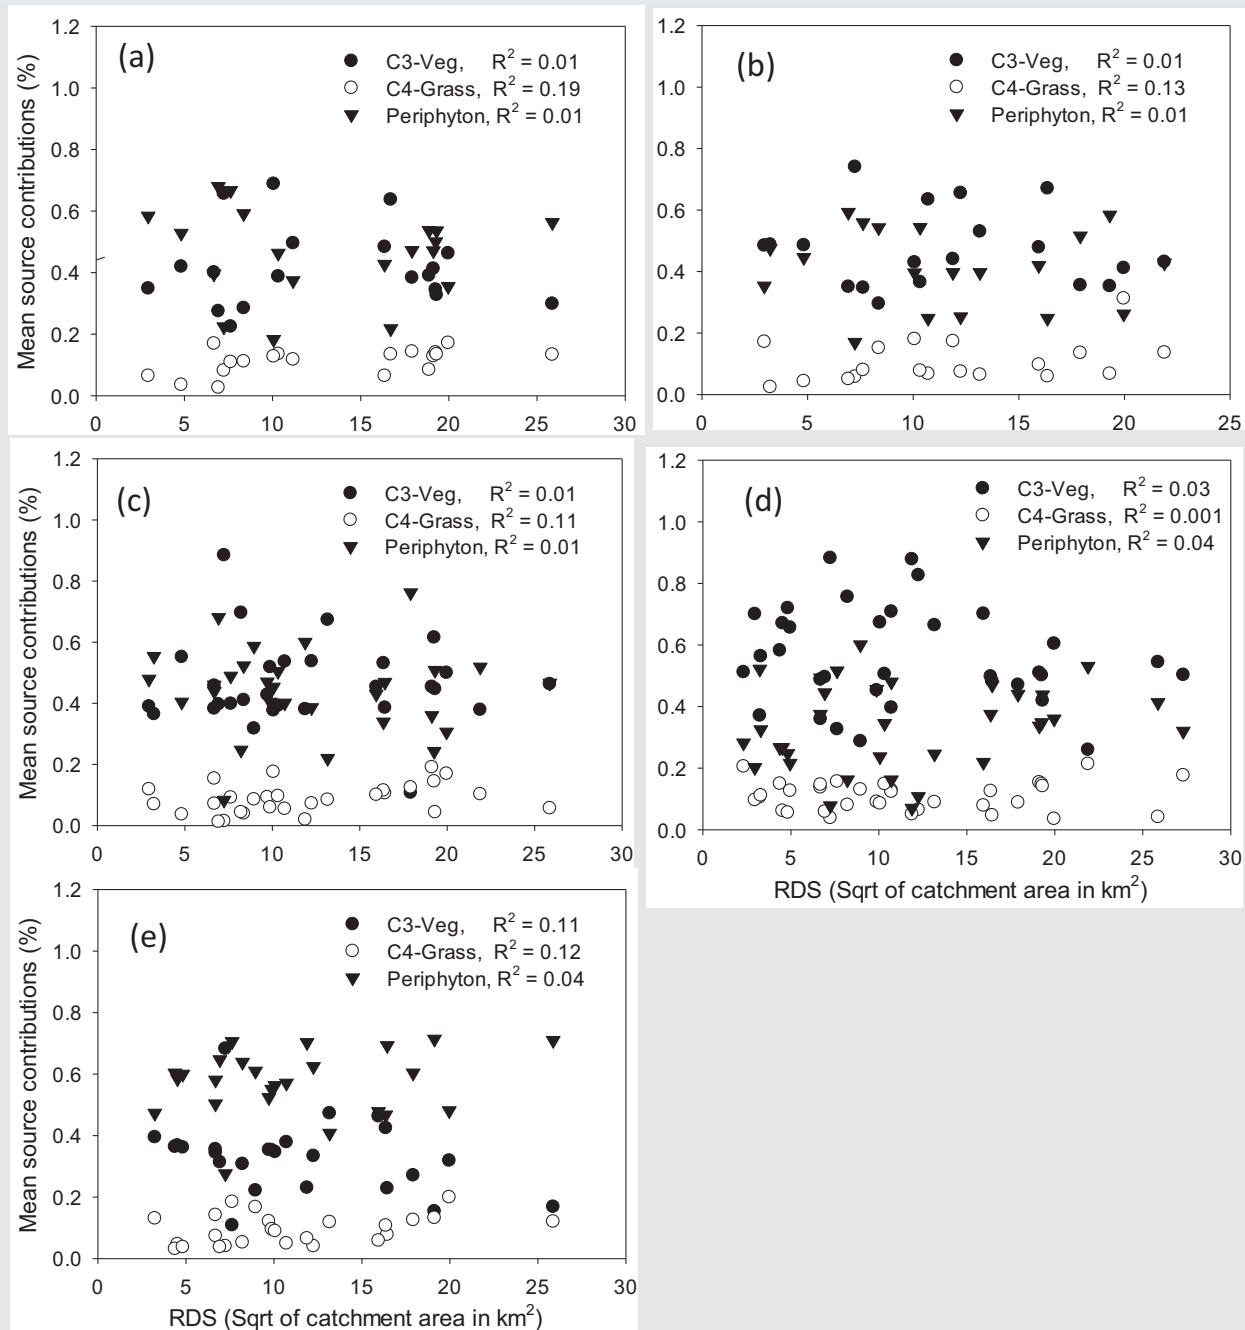 (a)
C3-Veg, R² = 0.01
C4-Grass, R² = 0.19
Periphyton, R² = 0.01
Mean source contributions (%)
1.2
1.0
0.8
0.6
0.4
0.2
0.0
0 5 10 15 20 25 30
(b)
C3-Veg, R² = 0.01
C4-Grass, R² = 0.13
Periphyton, R² = 0.01
1.2
1.0
0.8
0.6
0.4
0.2
0.0
0 5 10 15 20 25
(c)
C3-Veg, R² = 0.01
C4-Grass, R² = 0.11
Periphyton, R² = 0.01
Mean source contributions (%)
1.2
1.0
0.8
0.6
0.4
0.2
0.0
0 5 10 15 20 25 30
(d)
C3-Veg, R² = 0.03
C4-Grass, R² = 0.001
Periphyton, R² = 0.04
1.2
1.0
0.8
0.6
0.4
0.2
0.0
0 5 10 15 20 25 30
RDS (Sqrt of catchment area in km²)
(e)
C3-Veg, R² = 0.11
C4-Grass, R² = 0.12
Periphyton, R² = 0.04
Mean source contributions (%)
1.2
1.0
0.8
0.6
0.4
0.2
0.0
0 5 10 15 20 25 30
RDS (Sqrt of catchment area in km²)